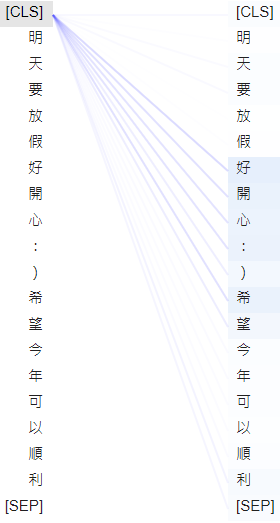 [CLS] [CLS]
明 明
天 天
要 要
放 放
假 假
好 好
開 開
心 心
: :
) )
希 希
望 望
今 今
年 年
可 可
以 以
順 順
利 利
[SEP] [SEP]